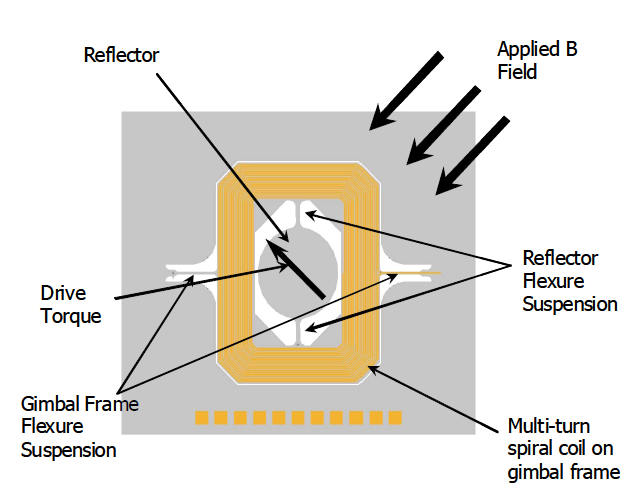 Reflector
Applied B
Field
Reflector
Flexure
Suspension
Drive
Torque
Gimbal Frame
Flexure
Suspension
Multi-turn
spiral coil on
gimbal frame